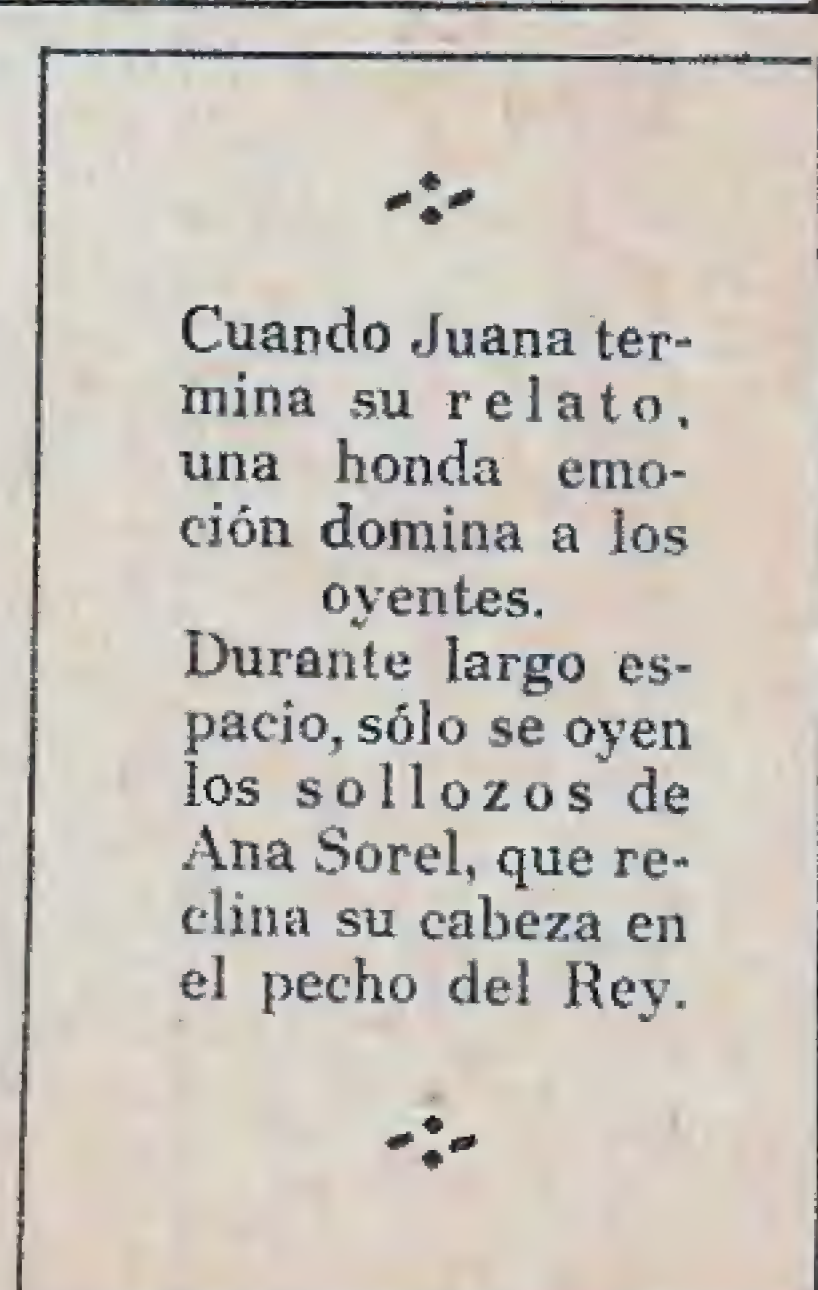 Cuando Juana ter-
mina su relato,
una honda emo-
ción domina a los
oyentes.
Durante largo es-
pacio, sólo se oyen
los sollozos de
Ana Sorel, que re-
clina su cabeza en
el pecho del Rey.